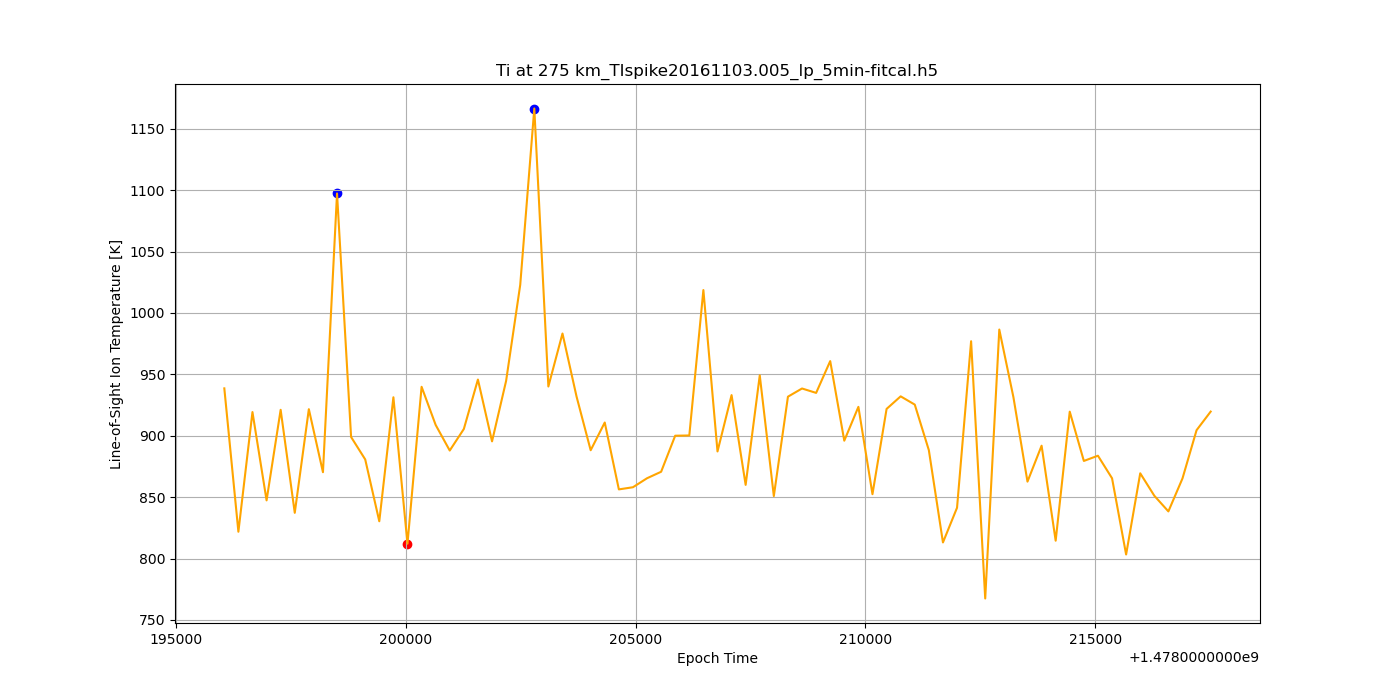 Ti at 275 km_TIspike20161103.005_lp_5min-fitcal.h5
Line-of-Sight Ion Temperature [K]
1150
1100
1050
1000
950
900
850
800
750
195000 200000 205000 210000 215000
Epoch Time
+1.4780000000e9